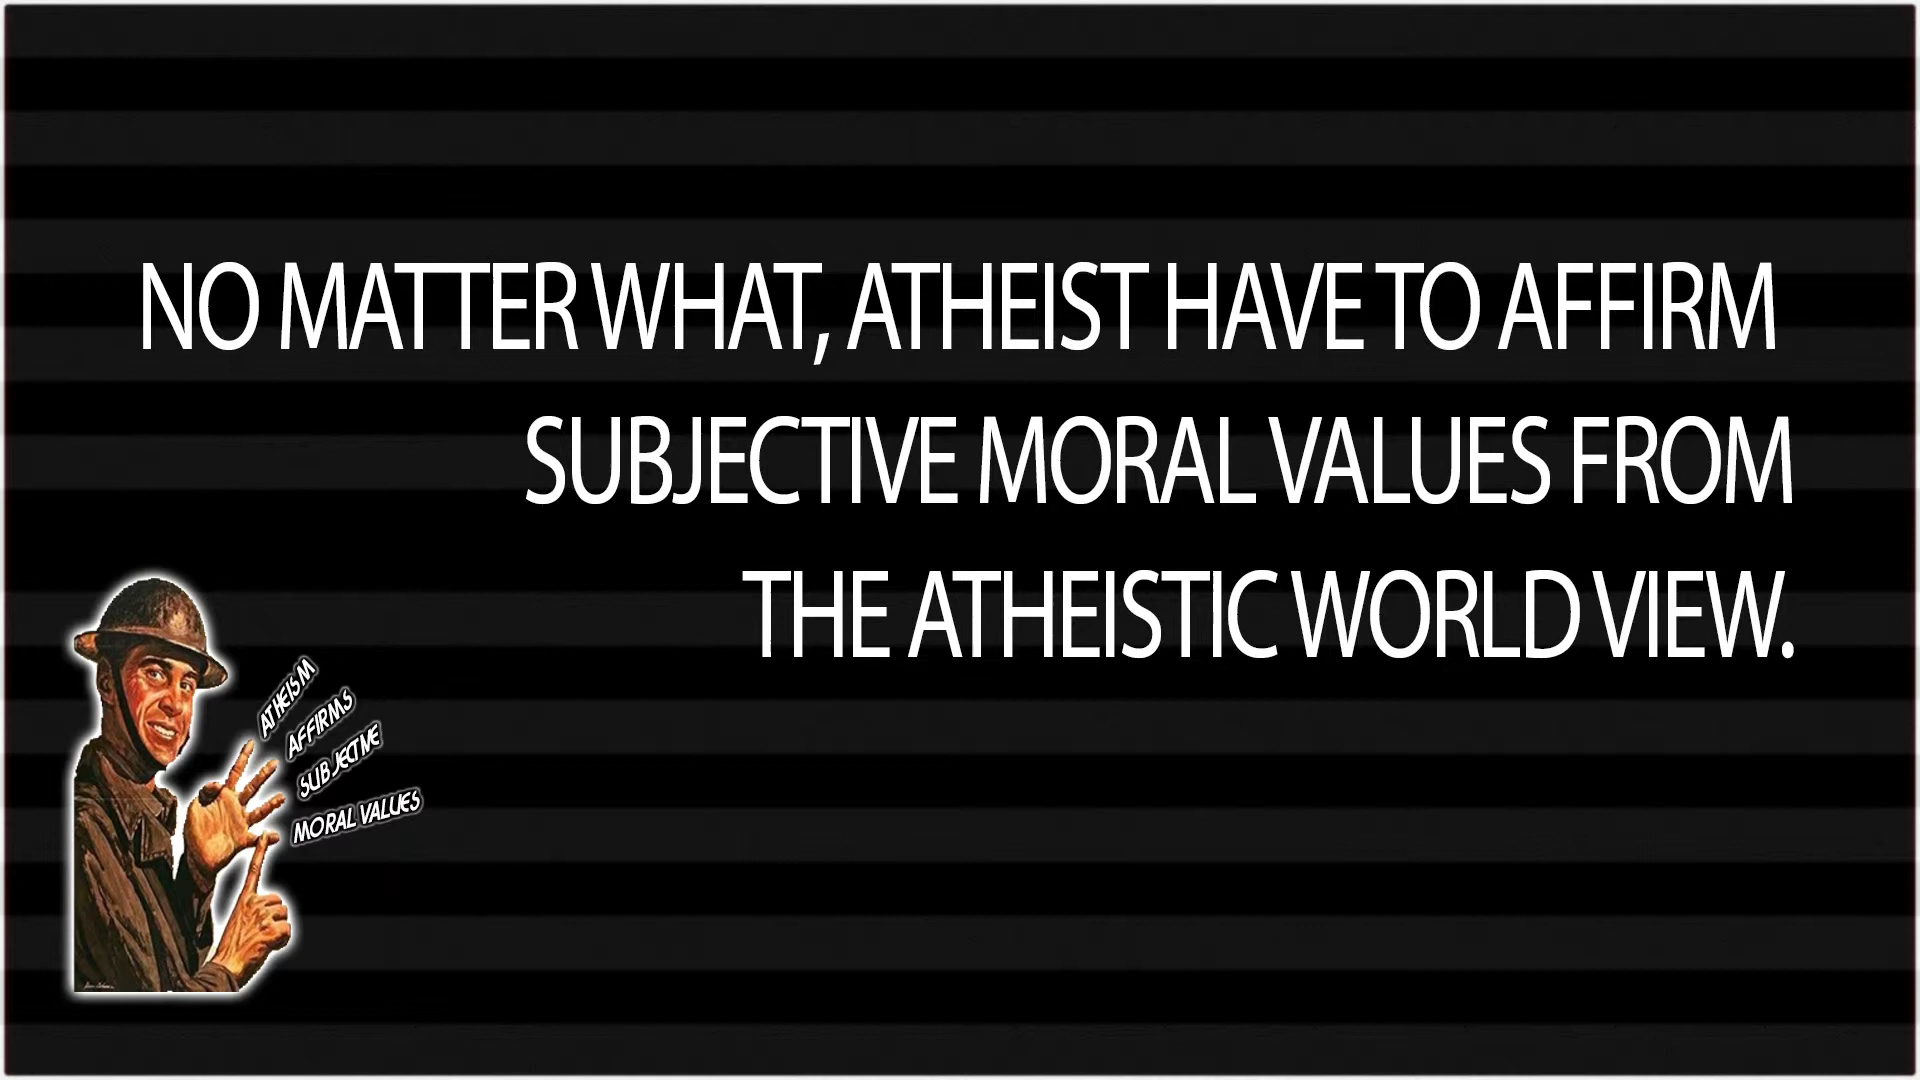 NO MATTER WHAT, ATHEIST HAVE TO AFFIRM
SUBJECTIVE MORAL VALUES FROM
THE ATHEISTIC WORLD VIEW.
ATHEISM
AFFIRMS
SUBJECTIVE
MORAL VALUES